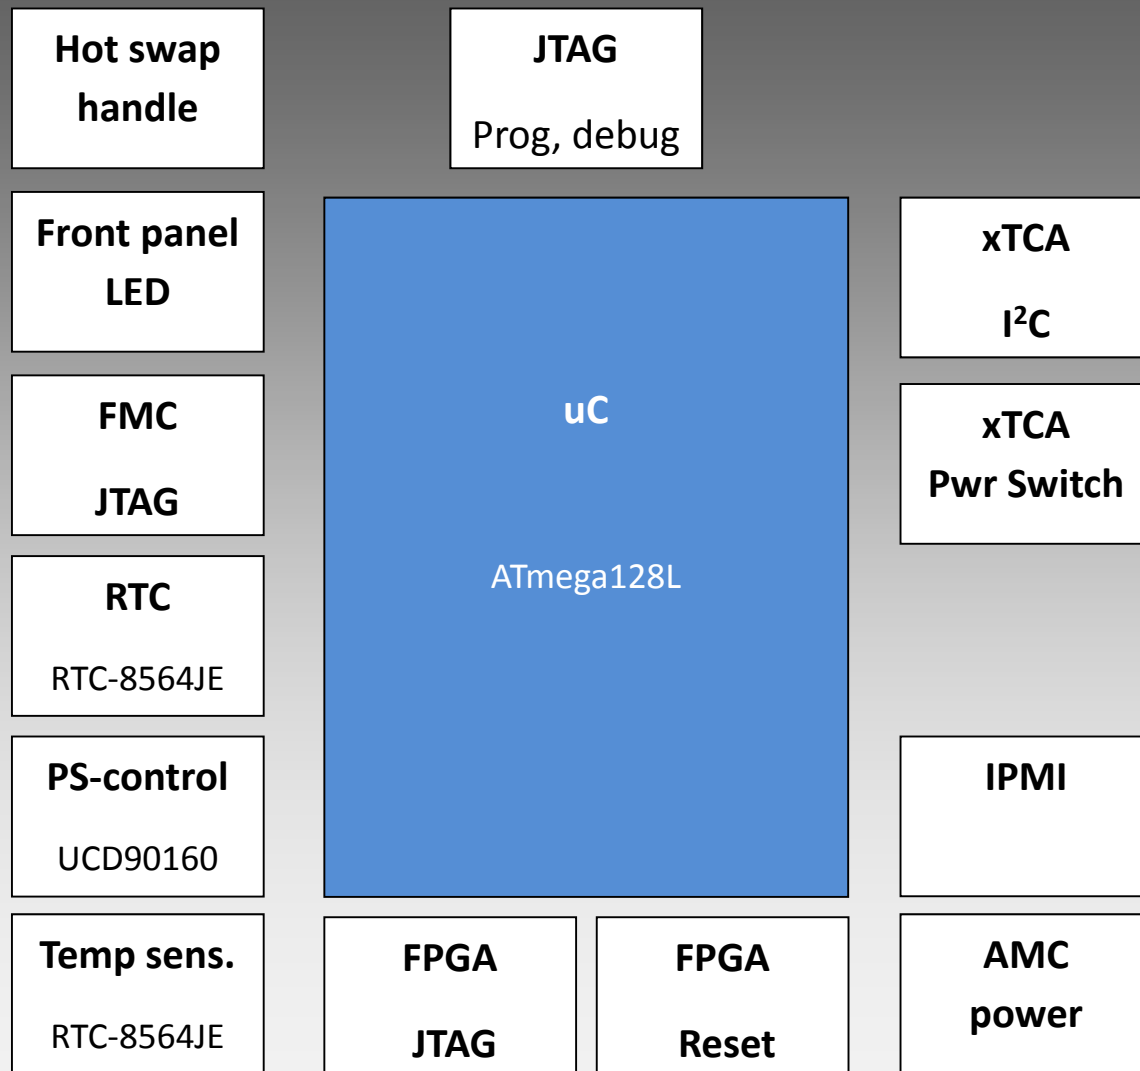 Hot swap
handle
JTAG
Prog, debug
Front panel
LED
xTCA
I²C
FMC
JTAG
uC
ATmega128L
xTCA
Pwr Switch
RTC
RTC-8564JE
PS-control
UCD90160
IPMI
Temp sens.
RTC-8564JE
FPGA
JTAG
FPGA
Reset
AMC
power